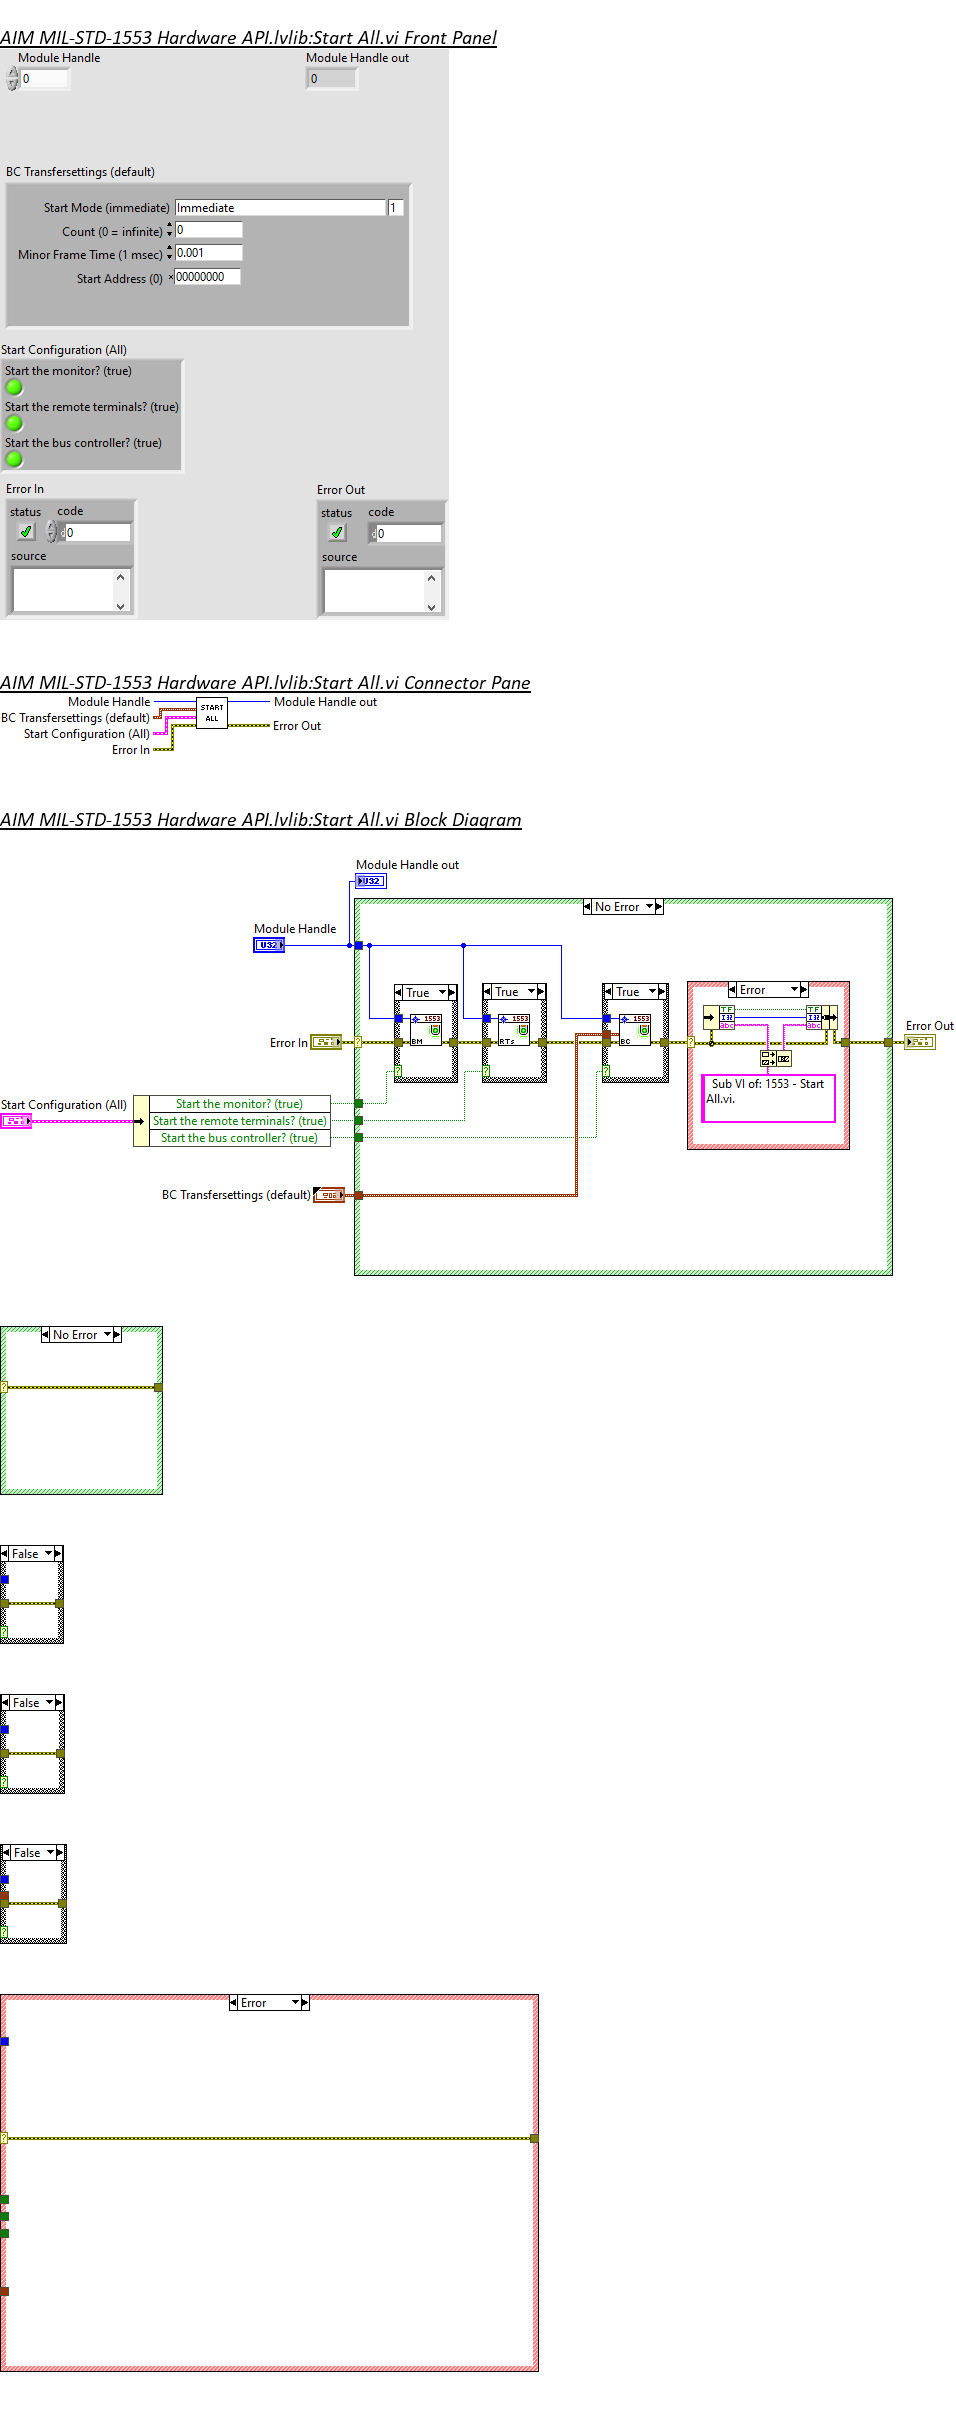 AIM MIL-STD-1553 Hardware API.lvlib:Start All.vi Front Panel
Module Handle
Module Handle out
0
0
BC Transfersettings (default)
Start Mode (immediate) Immediate 1
Count (0 = infinite) 0
Minor Frame Time (1 msec) 0.001
Start Address (0) x 00000000
Start Configuration (All)
Start the monitor? (true)
Start the remote terminals? (true)
Start the bus controller? (true)
Error In
Error Out
status code
status code
d0
d0
source
source
AIM MIL-STD-1553 Hardware API.lvlib:Start All.vi Connector Pane
Module Handle
START
ALL
Module Handle out
BC Transfersettings (default)
Start Configuration (All)
Error Out
Error In
AIM MIL-STD-1553 Hardware API.lvlib:Start All.vi Block Diagram
Module Handle out
U32
No Error
Module Handle
U32
True
True
True
Error
1553
BM
1553
RTs
1553
BC
TF
I32
abc
TF
I32
abc
Error In
Error Out
Sub VI of: 1553 - Start
All.vi.
Start Configuration (All)
Start the monitor? (true)
Start the remote terminals? (true)
Start the bus controller? (true)
BC Transfersettings (default)
No Error
?
False
?
False
?
False
?
Error
?